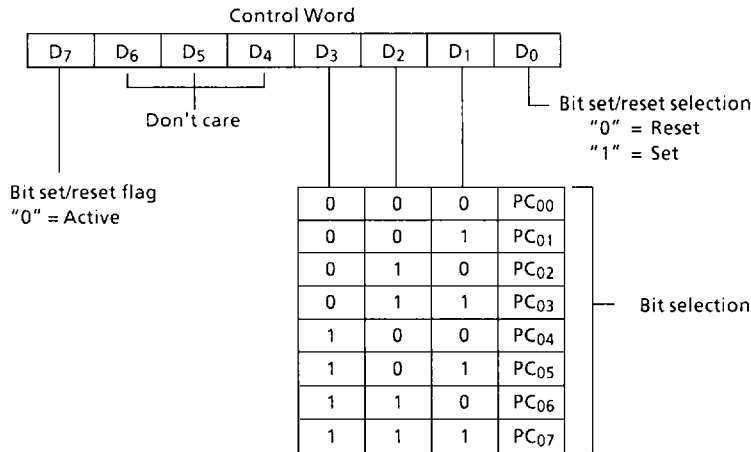 Control Word
D7 D6 D5 D4 D3 D2 D1 D0
Don't care
Bit set/reset selection
"0" = Reset
"1" = Set
Bit set/reset flag
"0" = Active
0 0 0 PC00
0 0 1 PC01
0 1 0 PC02
0 1 1 PC03
1 0 0 PC04
1 0 1 PC05
1 1 0 PC06
1 1 1 PC07
Bit selection